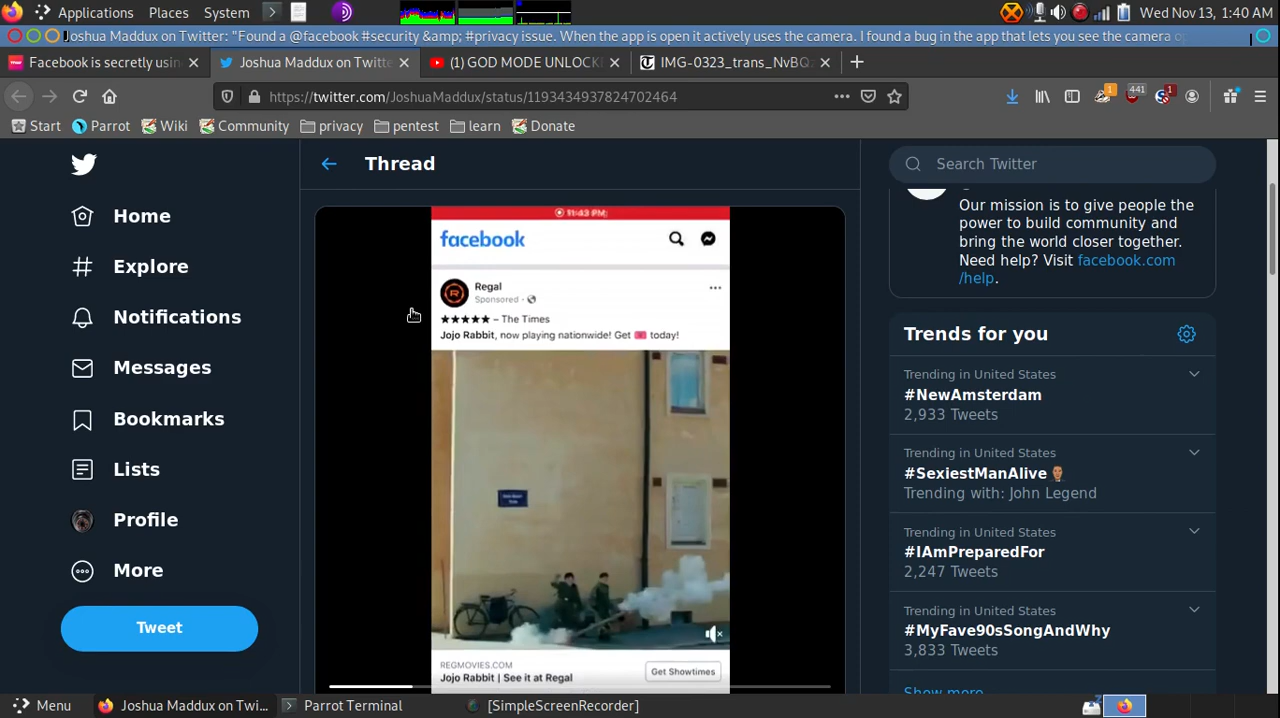 Applications Places System
Wed Nov 13, 1:40 AM
Joshua Maddux on Twitter: "Found a @facebook #security &amp; #privacy issue. When the app is open it actively uses the camera. I found a bug in the app that lets you see the camera
Facebook is secretly usin
Joshua Maddux on Twitte
(1) GOD MODE UNLOCK
IMG-0323_trans_NvBQ
https://twitter.com/JoshuaMaddux/status/1193434937824702464
1
441
1
Start Parrot Wiki Community privacy pentest learn Donate
Home
Explore
Notifications
Messages
Bookmarks
Lists
Profile
More
Tweet
Thread
11:43 PM
facebook
Regal
Sponsored ·
★★★★★ – The Times
Jojo Rabbit, now playing nationwide! Get 🎟 today!
REGMOVIES.COM
Jojo Rabbit | See it at Regal
Get Showtimes
Search Twitter
Our mission is to give people the
power to build community and
bring the world closer together.
Need help? Visit facebook.com
/help.
Trends for you
Trending in United States
#NewAmsterdam
2,933 Tweets
Trending in United States
#SexiestManAlive
Trending with: John Legend
Trending in United States
#IAmPreparedFor
2,247 Tweets
Trending in United States
#MyFave90sSongAndWhy
3,833 Tweets
Show more
Menu
Joshua Maddux on Twi...
Parrot Terminal
[SimpleScreenRecorder]